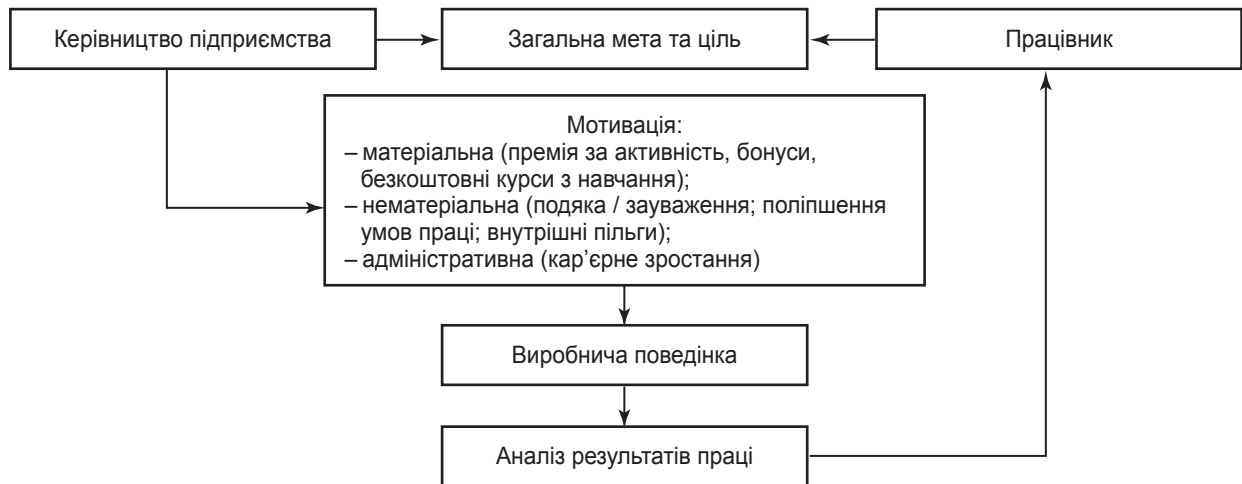 Керівництво підприємства
Загальна мета та ціль
Працівник
Мотивація:
– матеріальна (премія за активність, бонуси,
безкоштовні курси з навчання);
– нематеріальна (подяка / зауваження; поліпшення
умов праці; внутрішні пільги);
– адміністративна (кар’єрне зростання)
Виробнича поведінка
Аналіз результатів праці